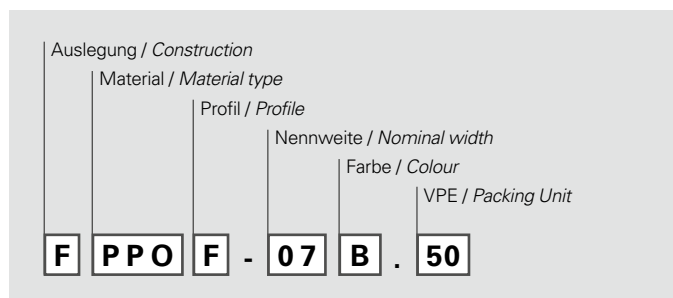 Auslegung / Construction
Material / Material type
Profil / Profile
Nennweite / Nominal width
Farbe / Colour
VPE / Packing Unit
F PPO F - 07 B . 50